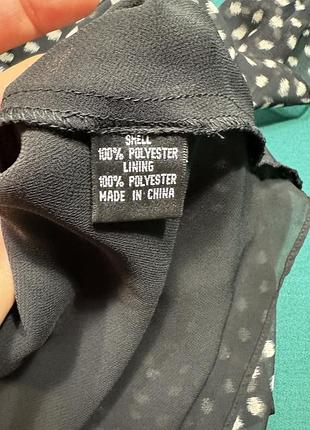 SHELL
100% POLYESTER
LINING
100% POLYESTER
MADE IN CHINA